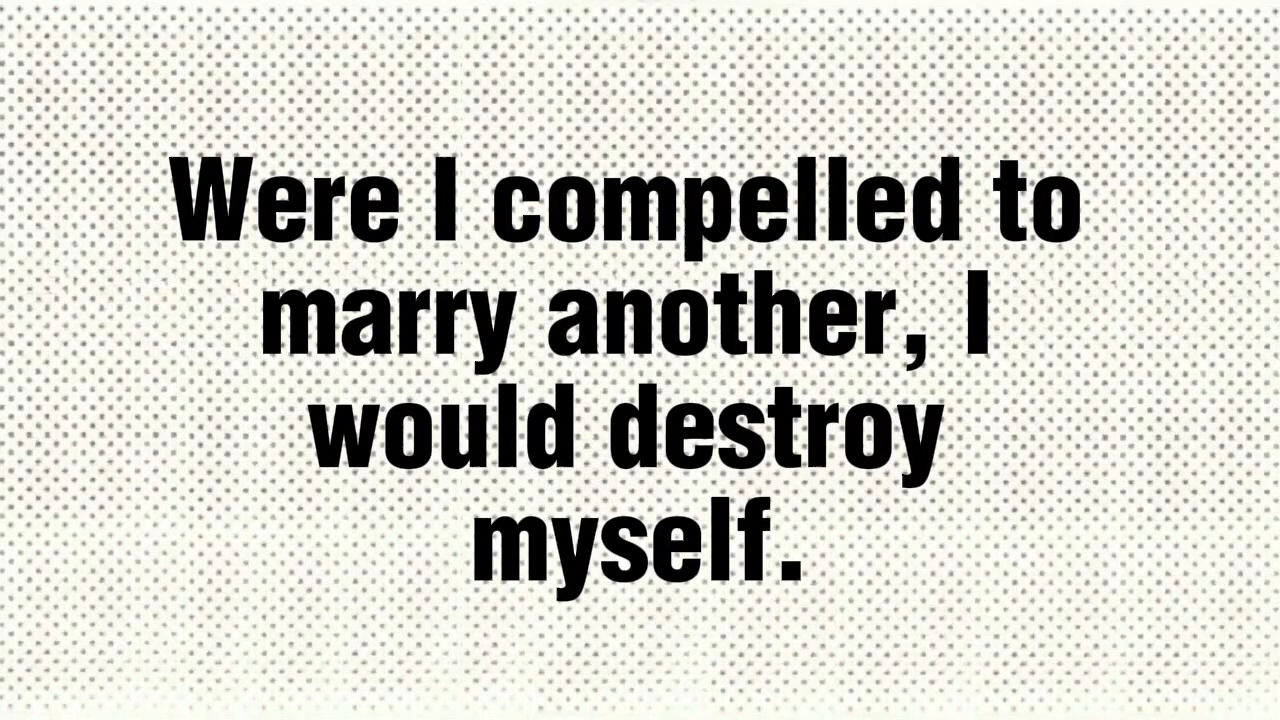 Were I compelled to
marry another, I
would destroy
myself.